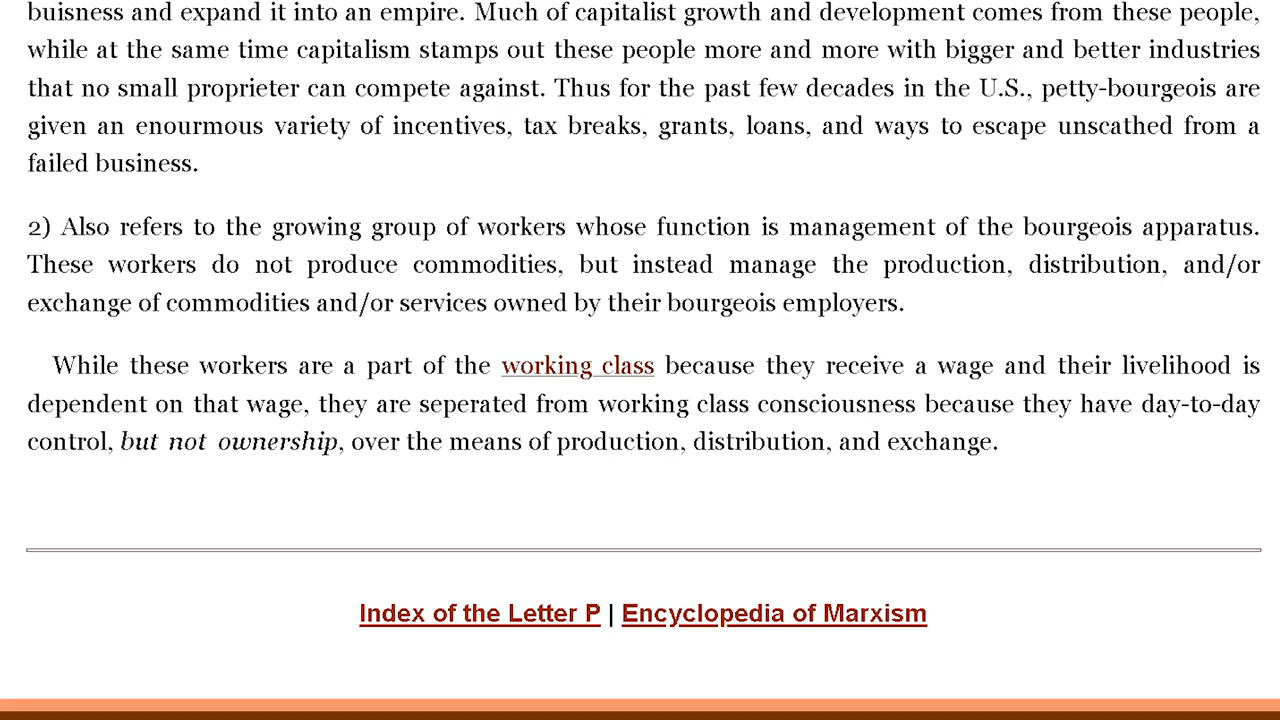 buisness and expand it into an empire. Much of capitalist growth and development comes from these people,
while at the same time capitalism stamps out these people more and more with bigger and better industries
that no small proprieter can compete against. Thus for the past few decades in the U.S., petty-bourgeois are
given an enourmous variety of incentives, tax breaks, grants, loans, and ways to escape unscathed from a
failed business.
2) Also refers to the growing group of workers whose function is management of the bourgeois apparatus.
These workers do not produce commodities, but instead manage the production, distribution, and/or
exchange of commodities and/or services owned by their bourgeois employers.
While these workers are a part of the working class because they receive a wage and their livelihood is
dependent on that wage, they are seperated from working class consciousness because they have day-to-day
control, but not ownership, over the means of production, distribution, and exchange.
Index of the Letter P | Encyclopedia of Marxism